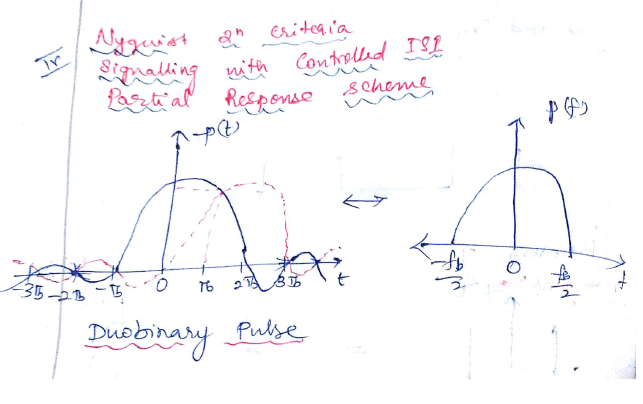 IV Nyquist 2n criteria
Signalling with Controlled ISI
Partial Response scheme
p(t)
p(f)
-3Tb -2Tb -Tb 0 Tb 2Tb 3Tb t
-fb/2 0 fb/2 f
Duobinary Pulse